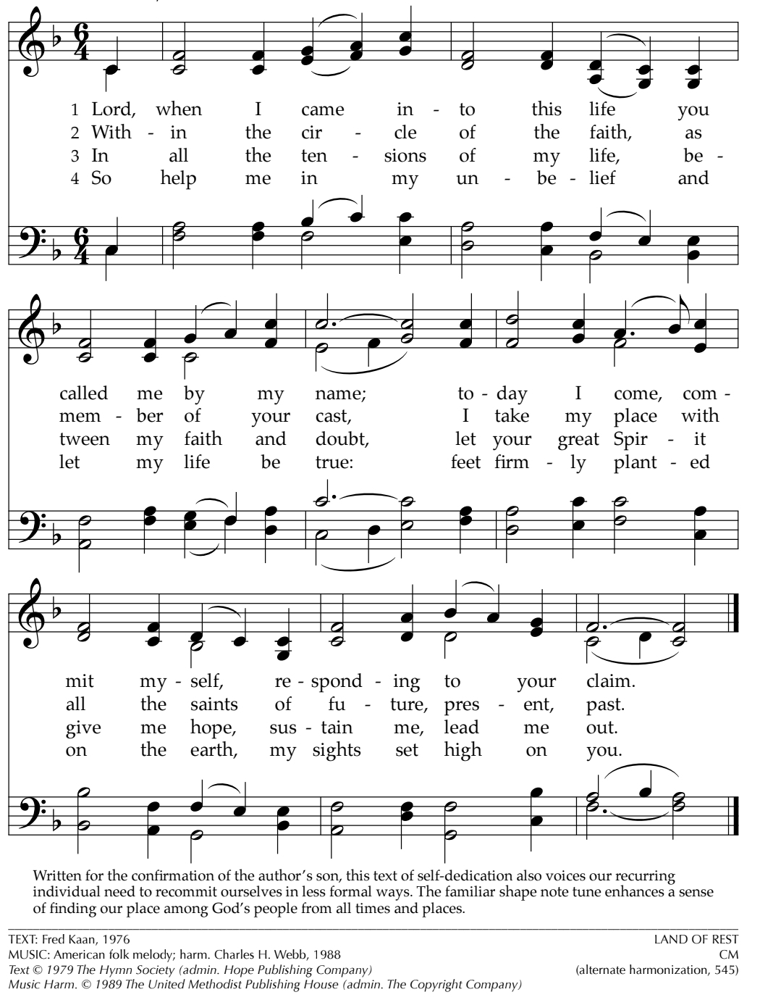 6
4
1 Lord, when I came in - to this life you
2 With - in the cir - cle of the faith, as
3 In all the ten - sions of my life, be -
4 So help me in my un - be - lief and
6
4
called me by my name; to - day I come, com -
mem - ber of your cast, I take my place with
tween my faith and doubt, let your great Spir - it
let my life be true: feet firm - ly plant - ed
mit my - self, re - spond - ing to your claim.
all the saints of fu - ture, pres - ent, past.
give me hope, sus - tain me, lead me out.
on the earth, my sights set high on you.
Written for the confirmation of the author's son, this text of self-dedication also voices our recurring
individual need to recommit ourselves in less formal ways. The familiar shape note tune enhances a sense
of finding our place among God's people from all times and places.
TEXT: Fred Kaan, 1976 LAND OF REST
MUSIC: American folk melody; harm. Charles H. Webb, 1988 CM
Text © 1979 The Hymn Society (admin. Hope Publishing Company) (alternate harmonization, 545)
Music Harm. © 1989 The United Methodist Publishing House (admin. The Copyright Company)